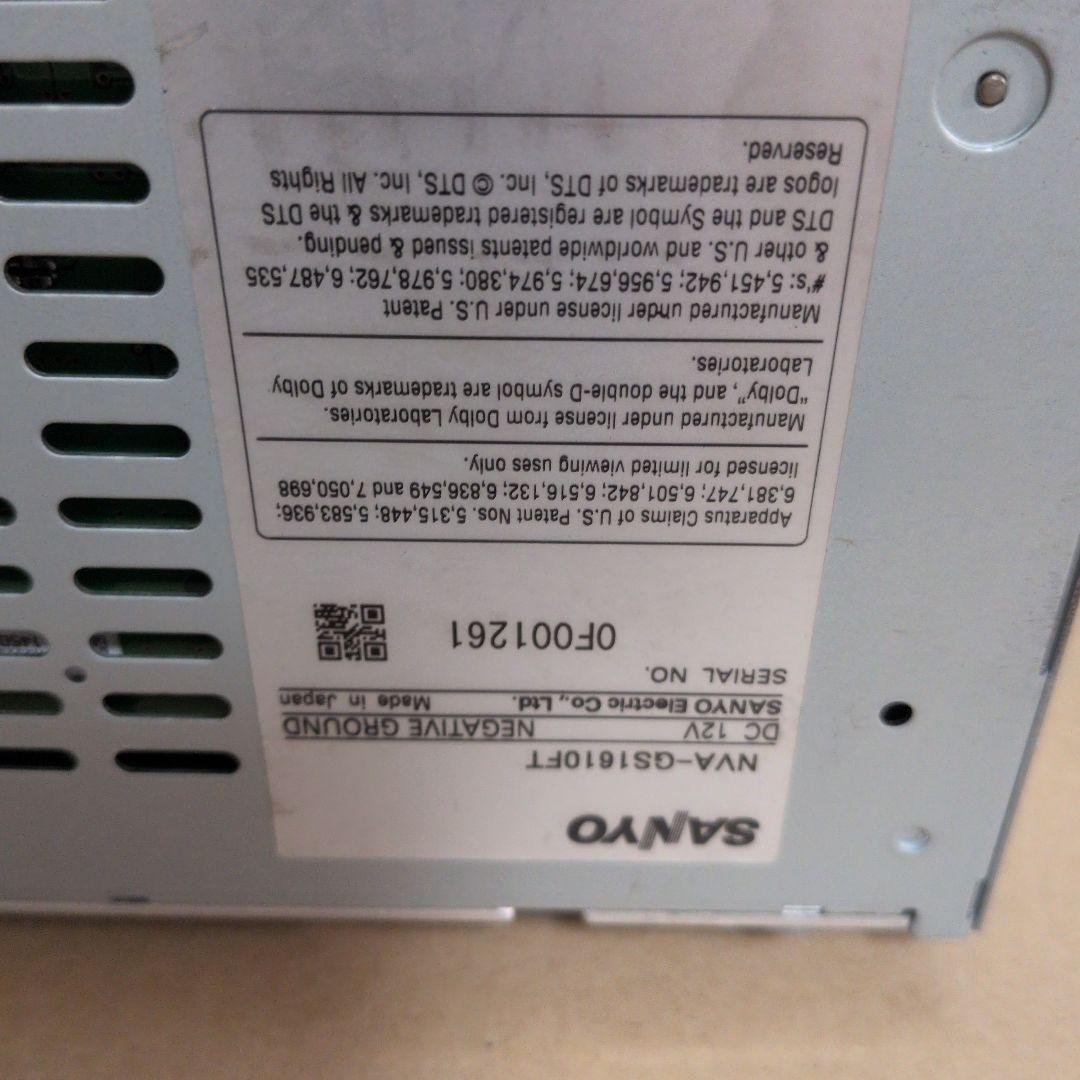 SANYO
NVA-GS1610FT
DC 12V NEGATIVE GROUND
SANYO Electric Co., Ltd. Made in Japan
SERIAL NO.
0F001261
Apparatus Claims of U.S. Patent Nos. 5,315,448; 5,583,936;
6,381,747; 6,501,842; 6,516,132; 6,836,549 and 7,050,698
licensed for limited viewing uses only.
Manufactured under license from Dolby Laboratories.
“Dolby”, and the double-D symbol are trademarks of Dolby
Laboratories.
Manufactured under license under U.S. Patent
#'s: 5,451,942; 5,956,674; 5,974,380; 5,978,762; 6,487,535
& other U.S. and worldwide patents issued & pending.
DTS and the Symbol are registered trademarks & the DTS
logos are trademarks of DTS, Inc. © DTS, Inc. All Rights
Reserved.